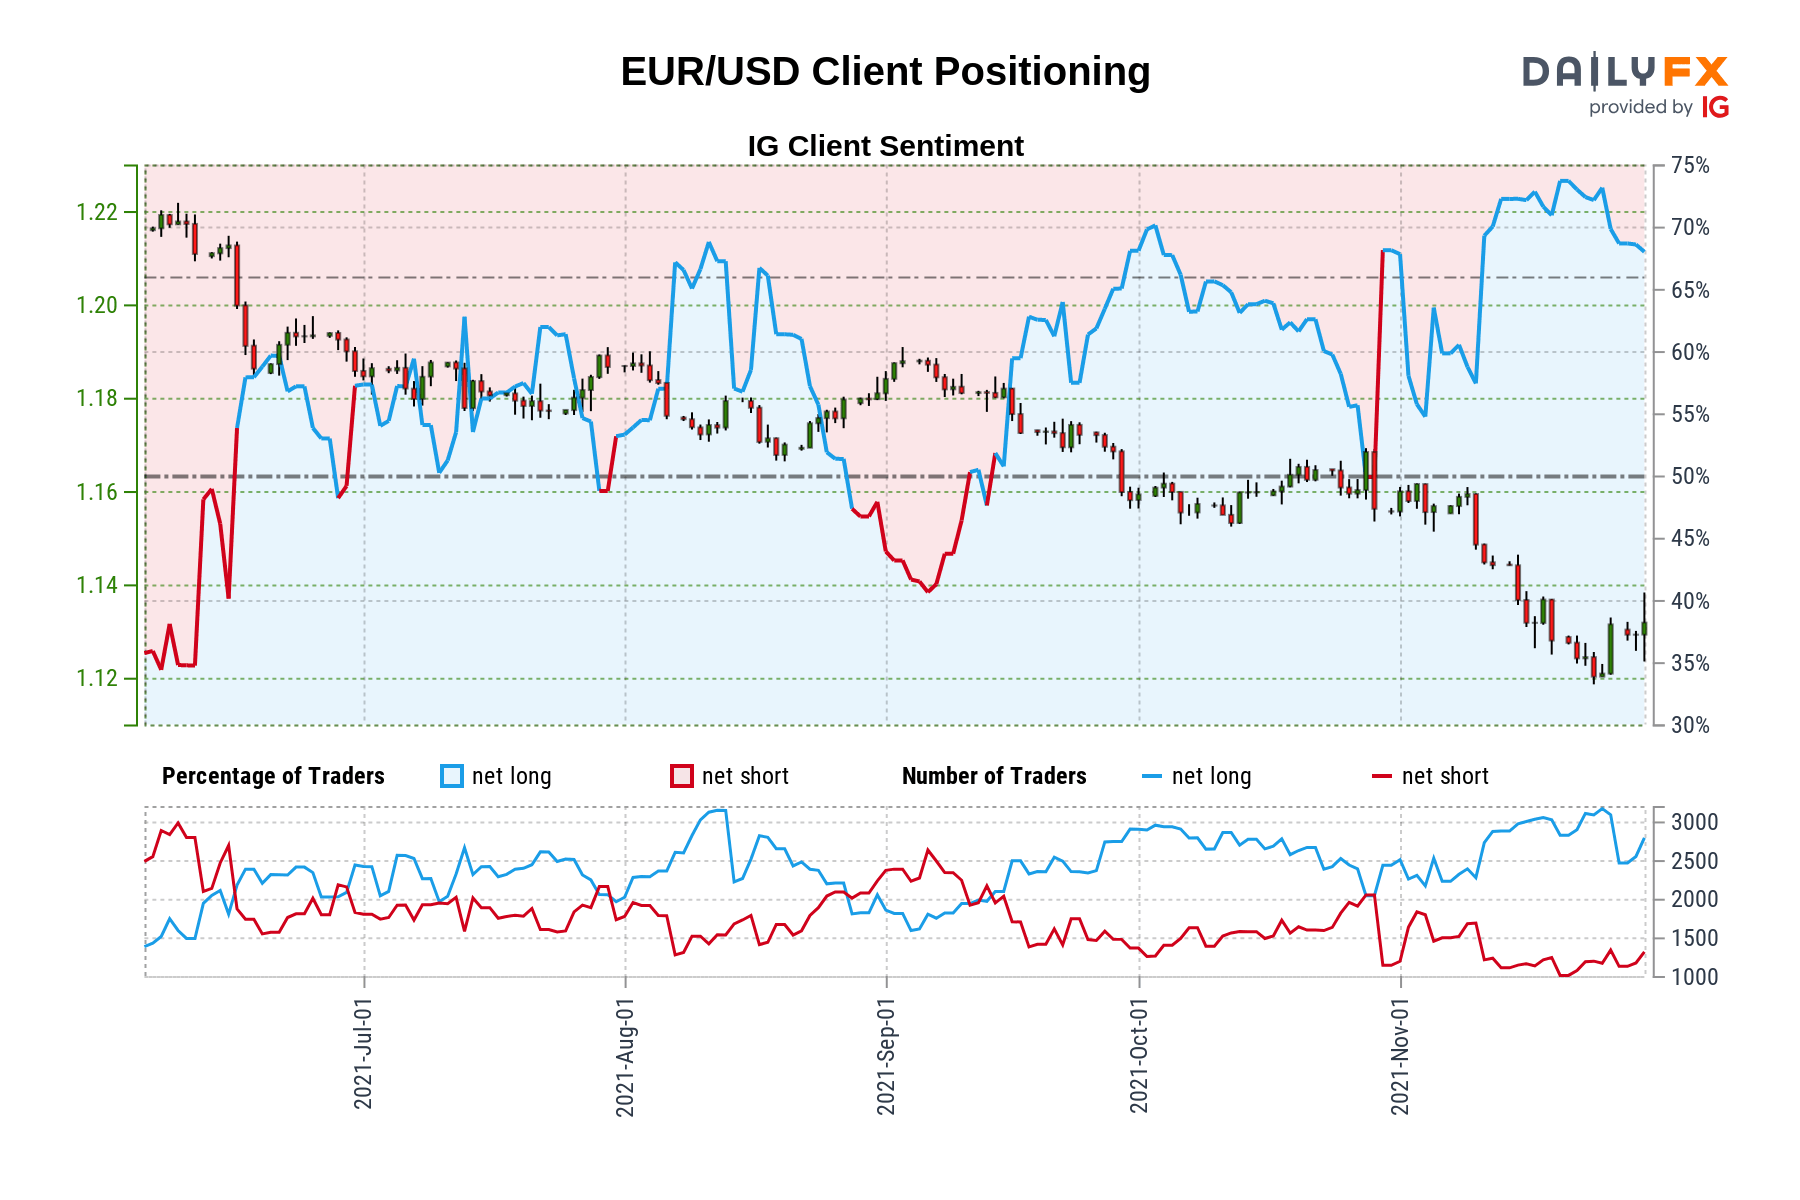 EUR/USD Client Positioning
DAILYFX
provided by IG
IG Client Sentiment
1.22
1.20
1.18
1.16
1.14
1.12
75%
70%
65%
60%
55%
50%
45%
40%
35%
30%
Percentage of Traders net long net short Number of Traders net long net short
3000
2500
2000
1500
1000
2021-Jul-01
2021-Aug-01
2021-Sep-01
2021-Oct-01
2021-Nov-01